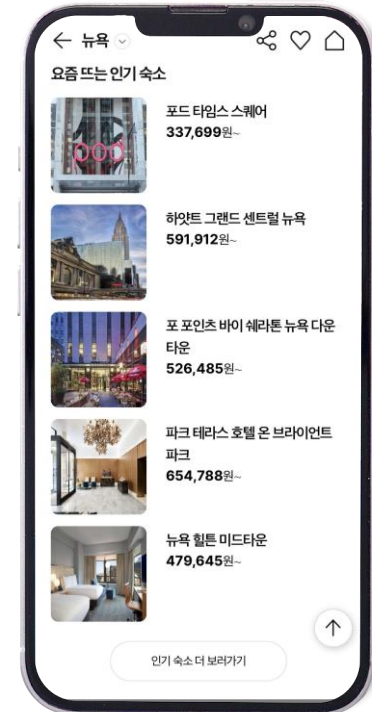 뉴욕
요즘 뜨는 인기 숙소
pod
포드 타임스 스퀘어
337,699원~
하얏트 그랜드 센트럴 뉴욕
591,912원~
포 포인츠 바이 쉐라톤 뉴욕 다운
타운
526,485원~
파크 테라스 호텔 온 브라이언트
파크
654,788원~
뉴욕 힐튼 미드타운
479,645원~
인기 숙소 더 보러가기